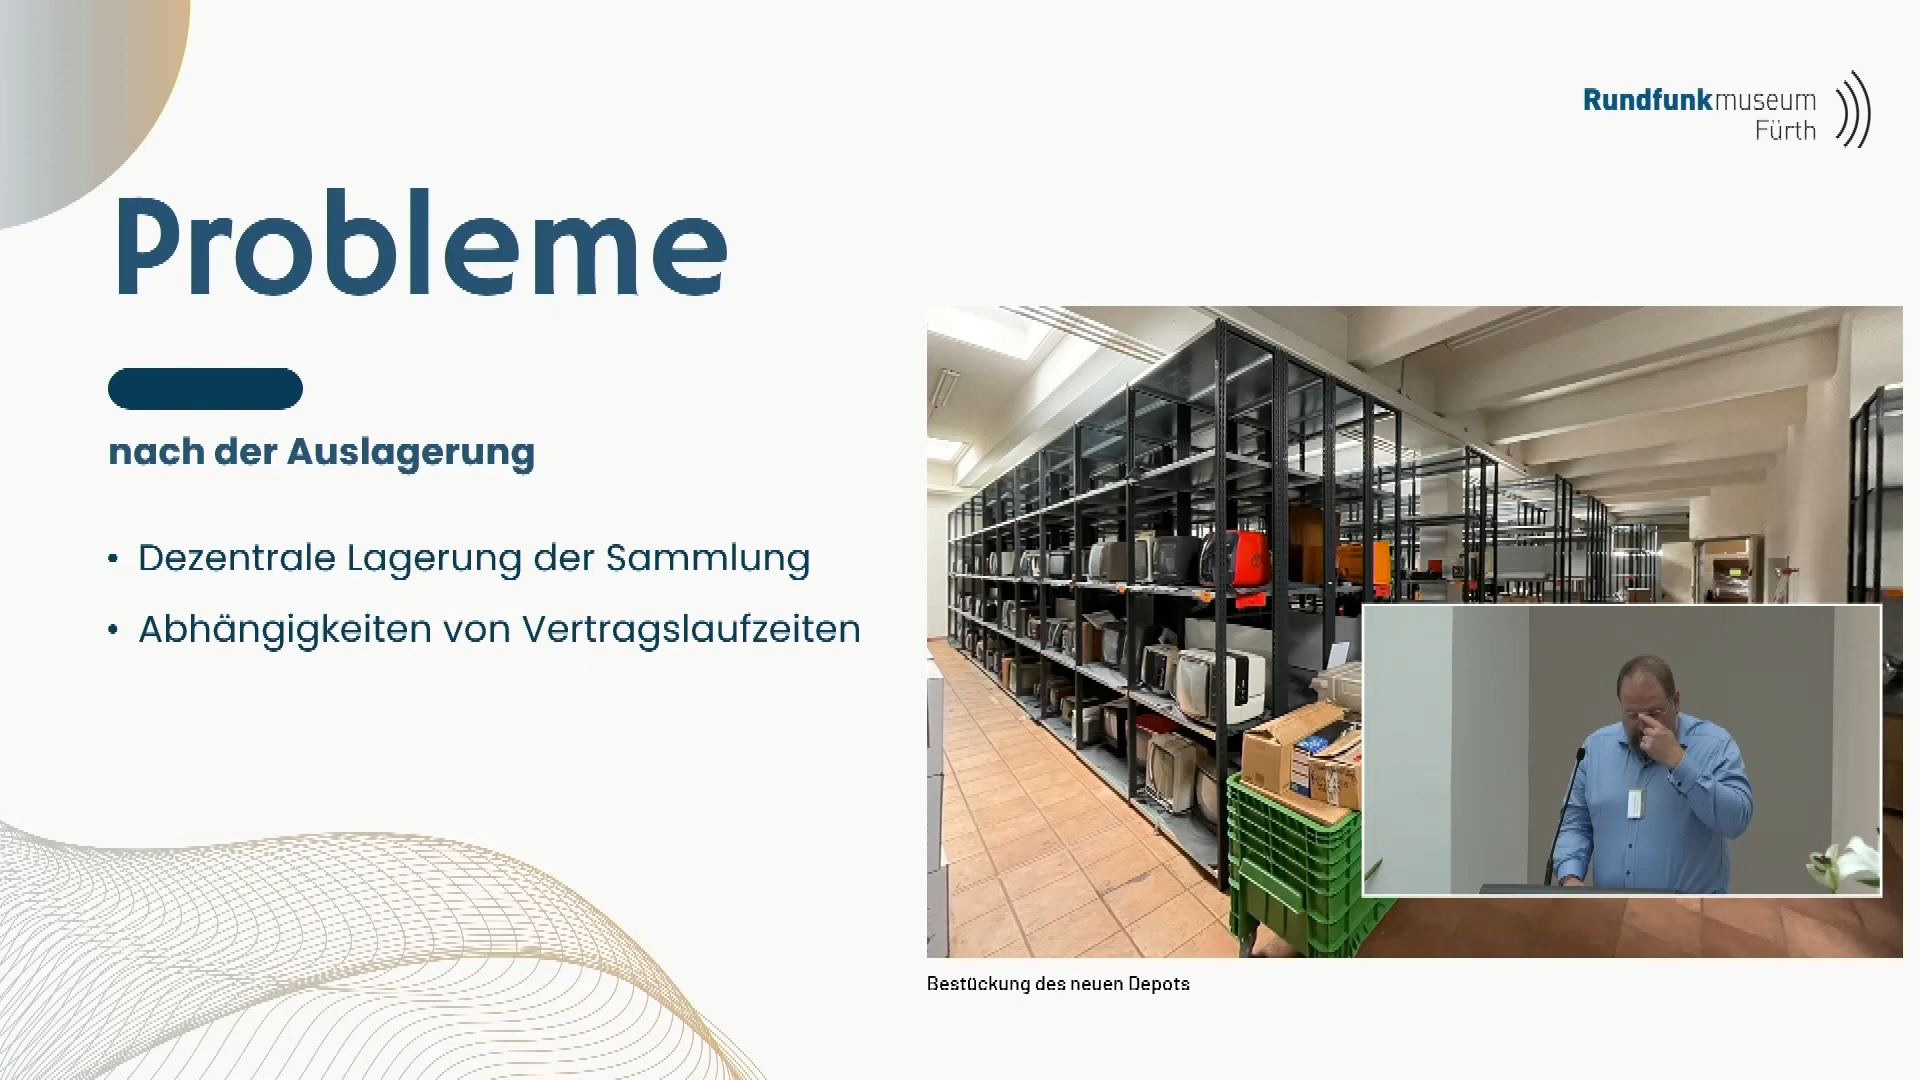 Rundfunkmuseum
Fürth
Probleme
nach der Auslagerung
• Dezentrale Lagerung der Sammlung
• Abhängigkeiten von Vertragslaufzeiten
Bestückung des neuen Depots